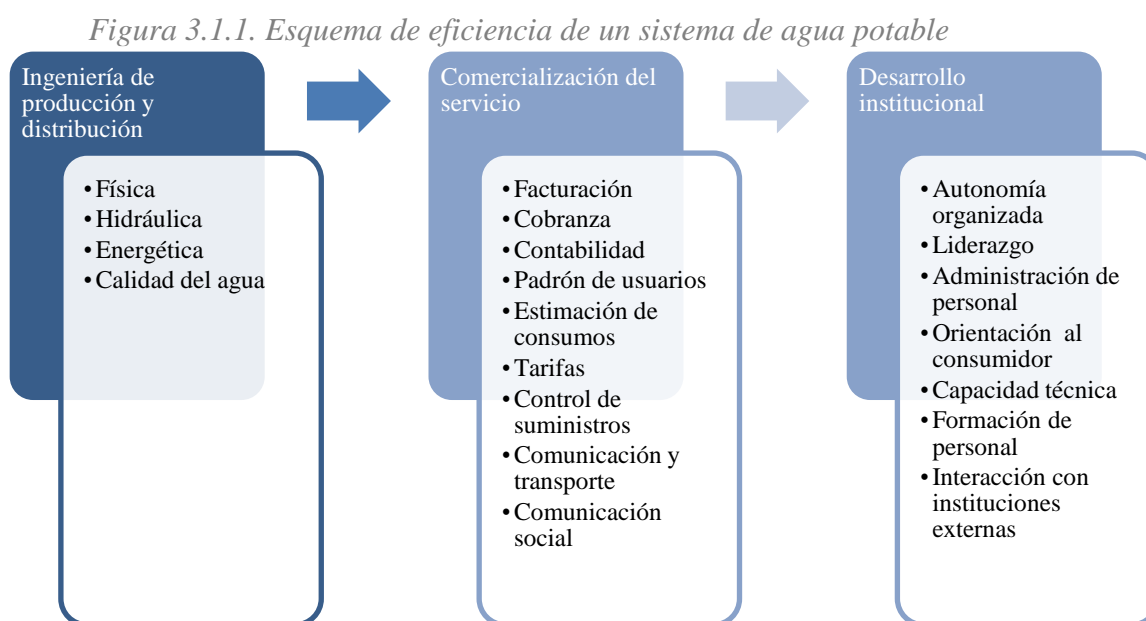 Figura 3.1.1. Esquema de eficiencia de un sistema de agua potable
Ingeniería de
producción y
distribución
•Física
•Hidráulica
•Energética
•Calidad del agua
Comercialización del
servicio
•Facturación
•Cobranza
•Contabilidad
•Padrón de usuarios
•Estimación de
consumos
•Tarifas
•Control de
suministros
•Comunicación y
transporte
•Comunicación
social
Desarrollo
institucional
•Autonomía
organizada
•Liderazgo
•Administración de
personal
•Orientación al
consumidor
•Capacidad técnica
•Formación de
personal
•Interacción con
instituciones
externas